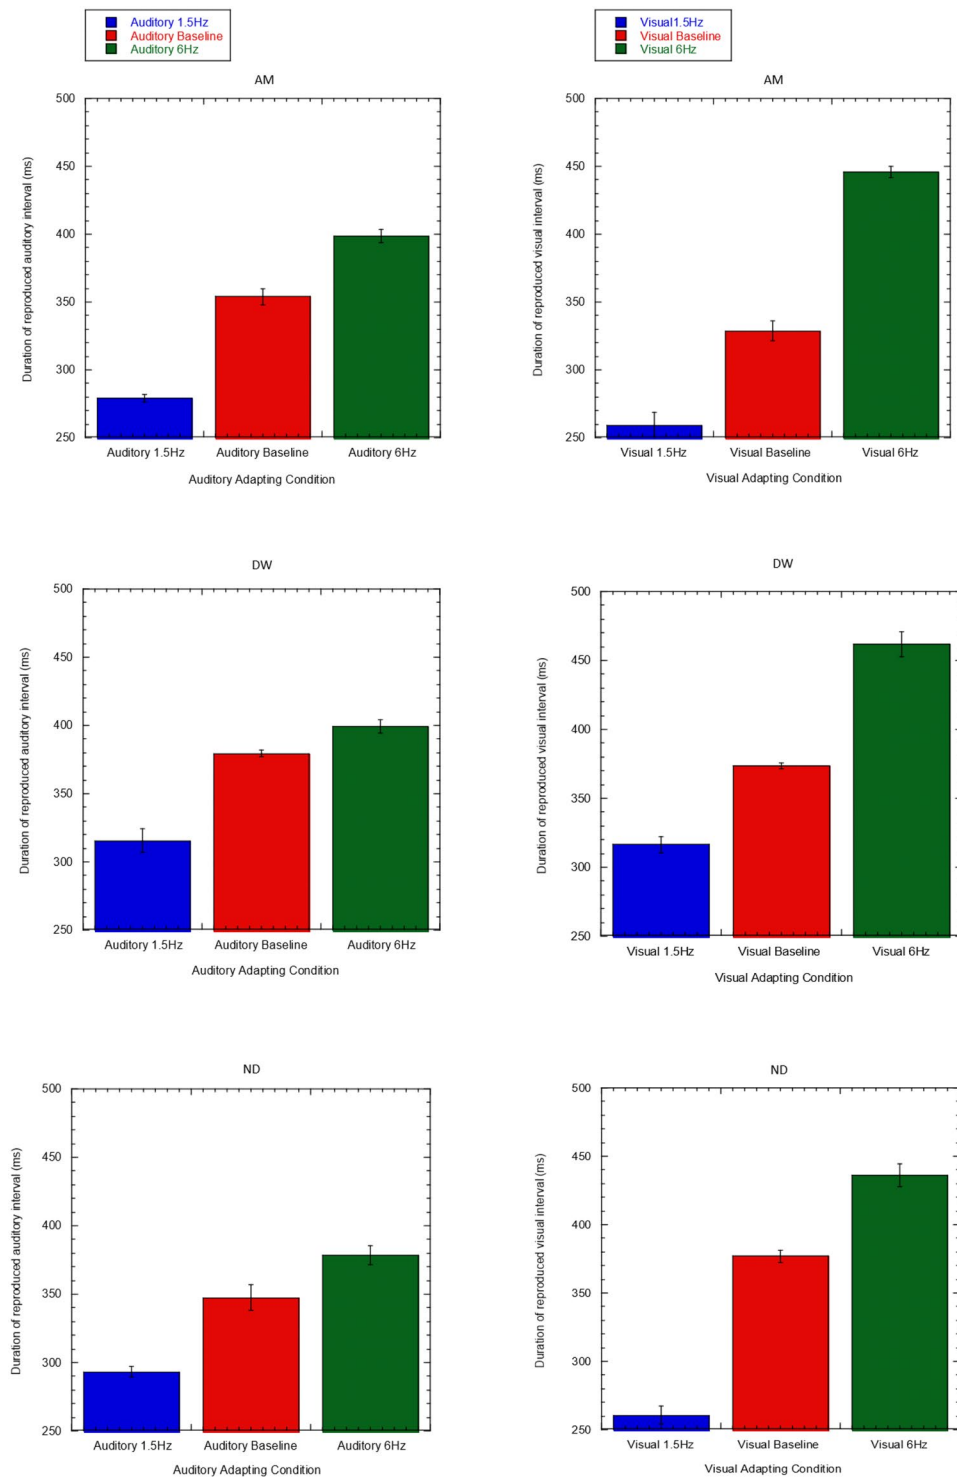 Auditory 1.5Hz
Auditory Baseline
Auditory 6Hz
Visual1.5Hz
Visual Baseline
Visual 6Hz
AM
500
450
400
350
300
250
Duration of reproduced auditory interval (ms)
Auditory 1.5Hz Auditory Baseline Auditory 6Hz
Auditory Adapting Condition
AM
500
450
400
350
300
250
Duration of reproduced visual interval (ms)
Visual 1.5Hz Visual Baseline Visual 6Hz
Visual Adapting Condition
DW
500
450
400
350
300
250
Duration of reproduced auditory interval (ms)
Auditory 1.5Hz Auditory Baseline Auditory 6Hz
Auditory Adapting Condition
DW
500
450
400
350
300
250
Duration of reproduced visual interval (ms)
Visual 1.5Hz Visual Baseline Visual 6Hz
Visual Adapting Condition
ND
500
450
400
350
300
250
Duration of reproduced auditory interval (ms)
Auditory 1.5Hz Auditory Baseline Auditory 6Hz
Auditory Adapting Condition
ND
500
450
400
350
300
250
Duration of reproduced visual interval (ms)
Visual 1.5Hz Visual Baseline Visual 6Hz
Visual Adapting Condition